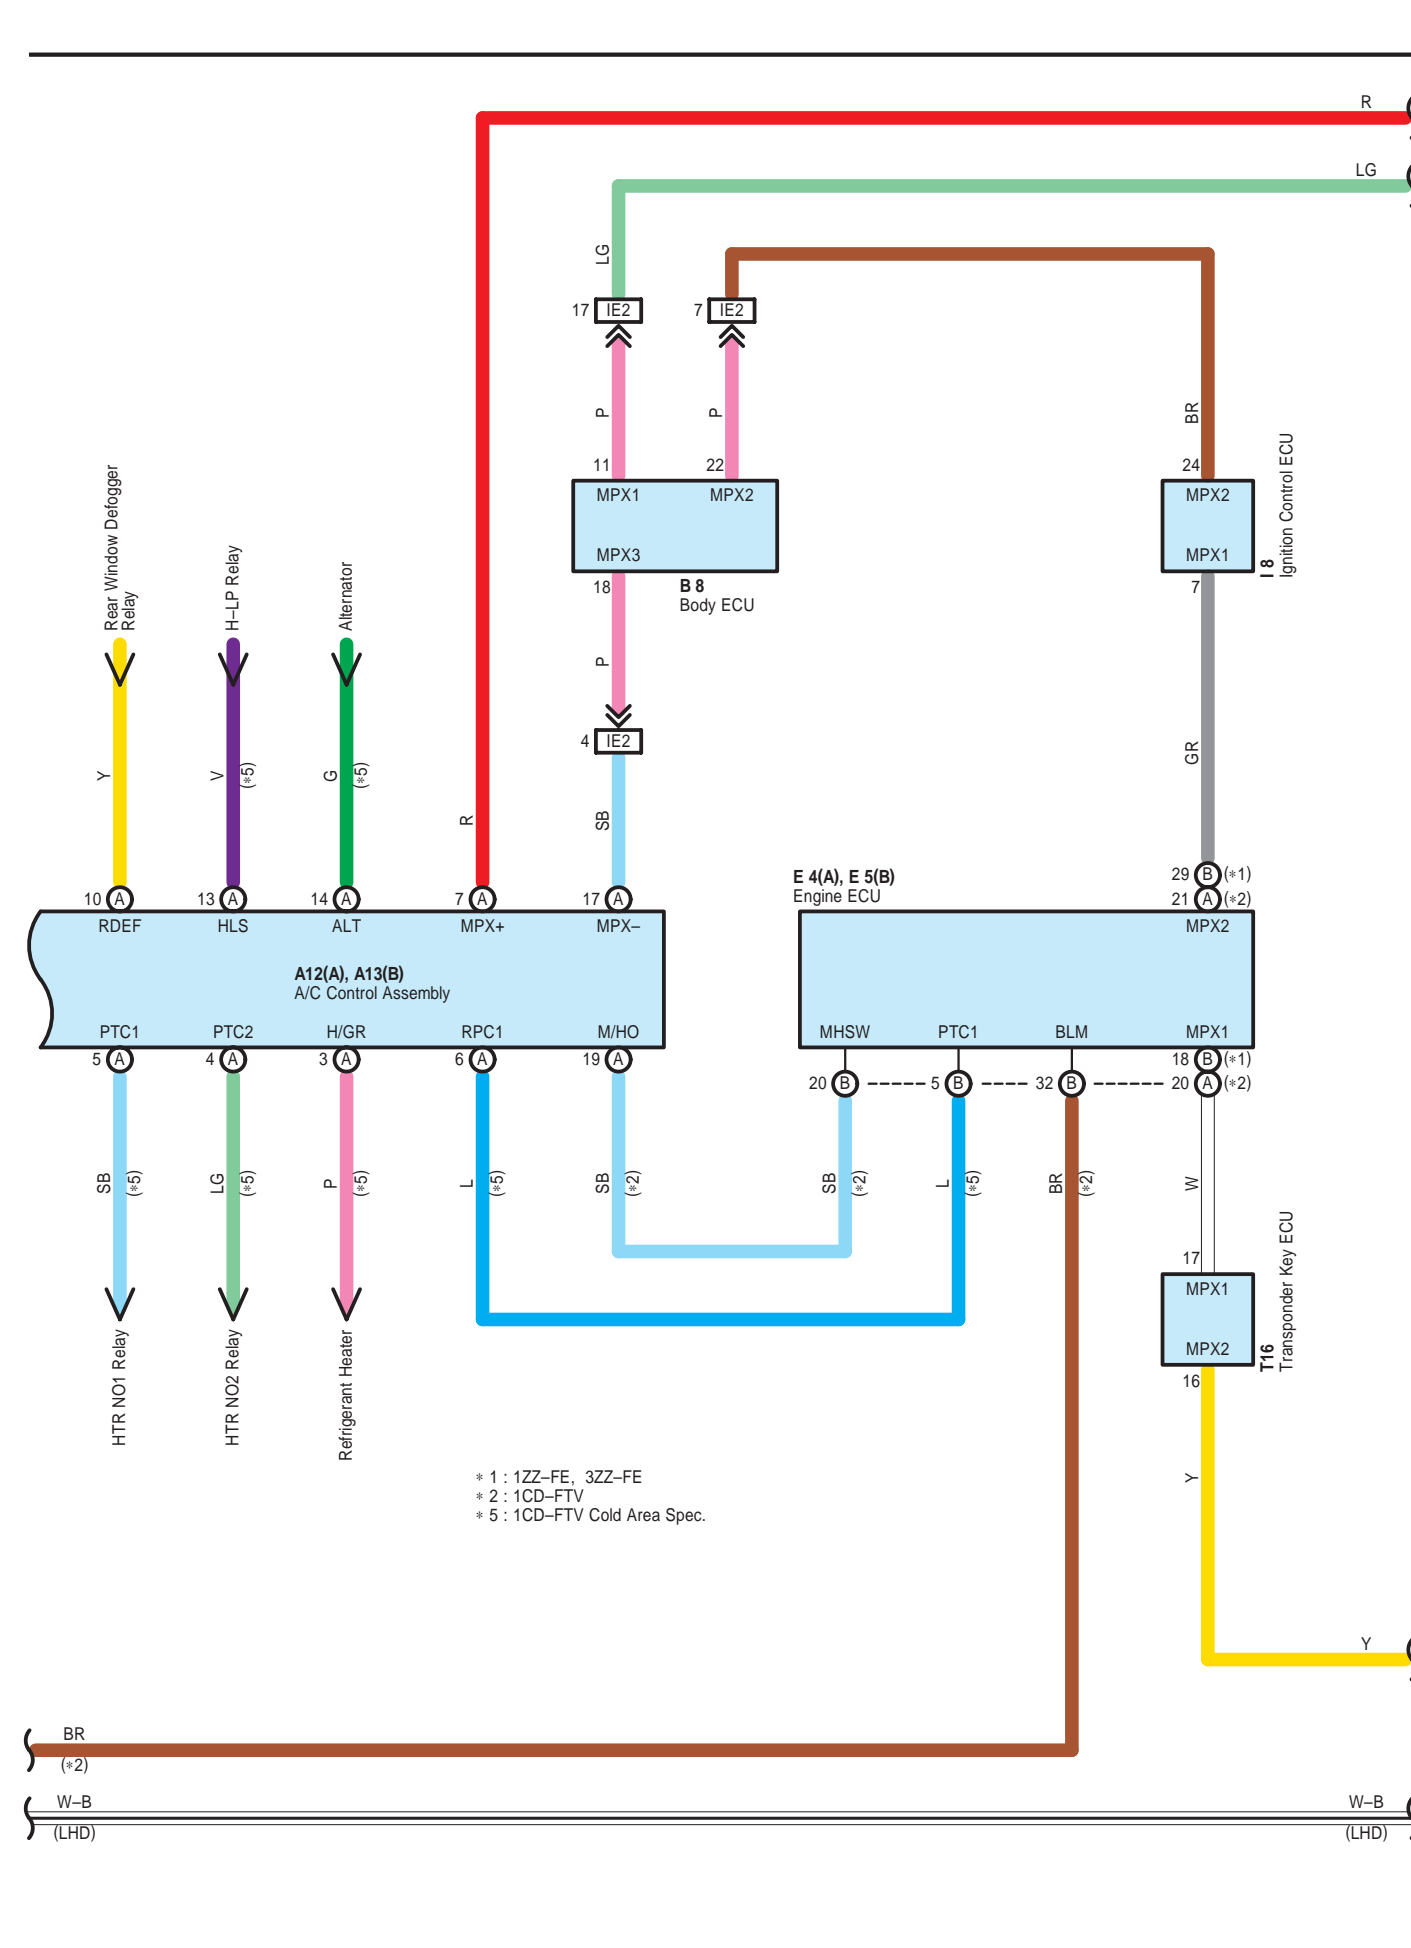 R
LG
LG
17 IE2
7 IE2
P
P
BR
11
22
24
MPX1
MPX2
MPX2
MPX3
MPX1
18
B 8
Body ECU
7
I 8
Ignition Control ECU
Rear Window Defogger
Relay
H–LP Relay
Alternator
P
4 IE2
Y
V
(∗5)
G
(∗5)
R
SB
GR
E 4(A), E 5(B)
Engine ECU
29 B (∗1)
10 A
13 A
14 A
7 A
17 A
21 A (∗2)
RDEF
HLS
ALT
MPX+
MPX–
MPX2
A12(A), A13(B)
A/C Control Assembly
PTC1
PTC2
H/GR
RPC1
M/HO
MHSW
PTC1
BLM
MPX1
5 A
4 A
3 A
6 A
19 A
18 B (∗1)
20 B
5 B
32 B
20 A (∗2)
SB
(∗5)
LG
(∗5)
P
(∗5)
L
(∗5)
SB
(∗2)
SB
(∗2)
L
(∗5)
BR
(∗2)
W
17
MPX1
MPX2
T16
Transponder Key ECU
16
HTR NO1 Relay
HTR NO2 Relay
Refrigerant Heater
∗ 1 : 1ZZ–FE, 3ZZ–FE
∗ 2 : 1CD–FTV
∗ 5 : 1CD–FTV Cold Area Spec.
Y
Y
BR
(∗2)
W–B
(LHD)
W–B
(LHD)